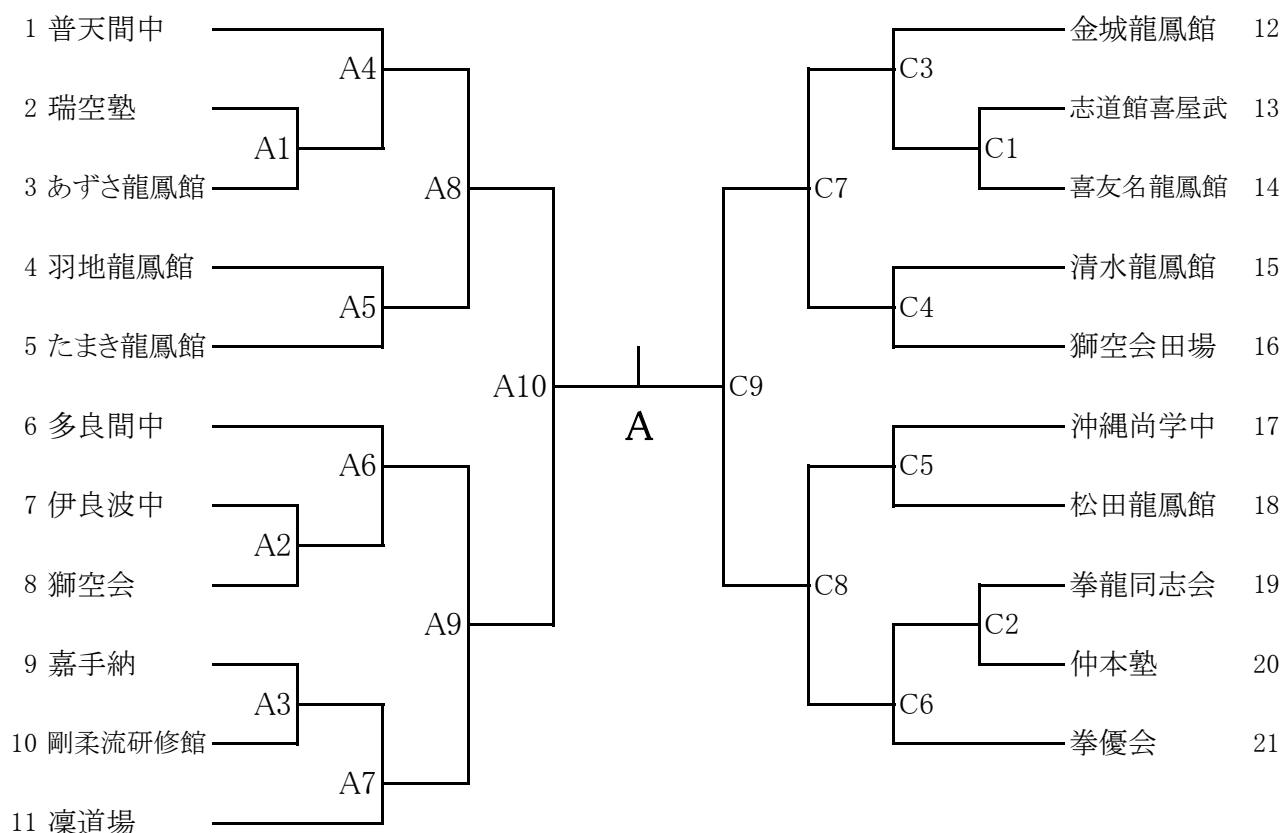 1 普天間中
A4
2 瑞空塾
A1
3 あずさ龍鳳館
A8
4 羽地龍鳳館
A5
5 たまき龍鳳館
A10
6 多良間中
A6
7 伊良波中
A2
8 獅空会
A9
9 嘉手納
A3
10 剛柔流研修館
A7
11 凜道場
A
金城龍鳳館 12
C3
志道館喜屋武 13
C1
喜友名龍鳳館 14
C7
清水龍鳳館 15
C4
獅空会田場 16
C9
沖縄尚学中 17
C5
松田龍鳳館 18
C8
拳龍同志会 19
C2
仲本塾 20
C6
拳優会 21